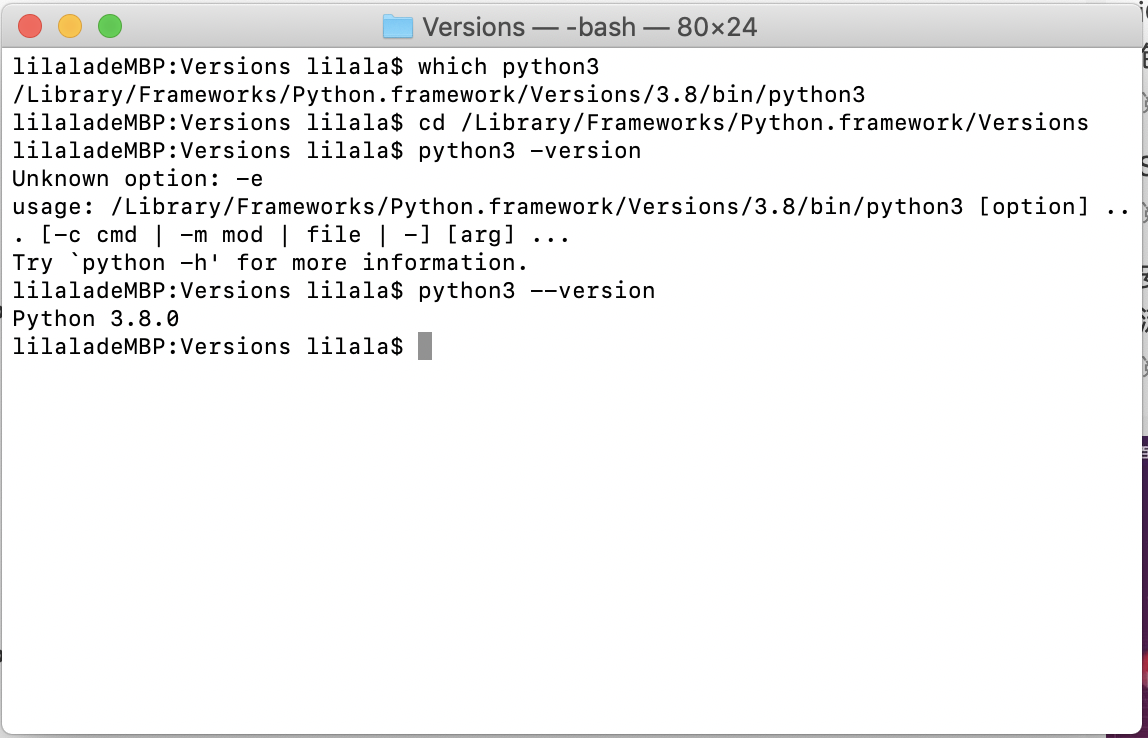 Versions — -bash — 80×24
lilaladeMBP:Versions lilala$ which python3
/Library/Frameworks/Python.framework/Versions/3.8/bin/python3
lilaladeMBP:Versions lilala$ cd /Library/Frameworks/Python.framework/Versions
lilaladeMBP:Versions lilala$ python3 -version
Unknown option: -e
usage: /Library/Frameworks/Python.framework/Versions/3.8/bin/python3 [option] ..
. [-c cmd | -m mod | file | -] [arg] ...
Try `python -h' for more information.
lilaladeMBP:Versions lilala$ python3 --version
Python 3.8.0
lilaladeMBP:Versions lilala$